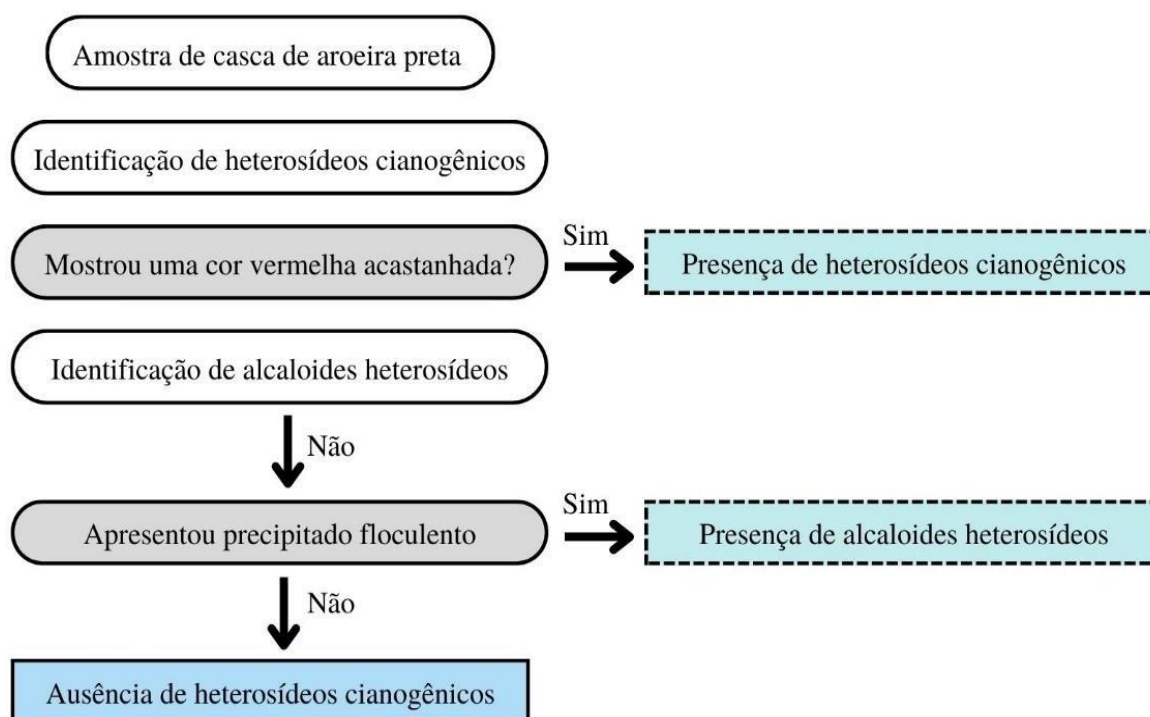 Amostra de casca de aroeira preta
Identificação de heterosídeos cianogênicos
Mostrou uma cor vermelha acastanhada?
Sim
Presença de heterosídeos cianogênicos
Identificação de alcaloides heterosídeos
Não
Apresentou precipitado floculento
Sim
Presença de alcaloides heterosídeos
Não
Ausência de heterosídeos cianogênicos